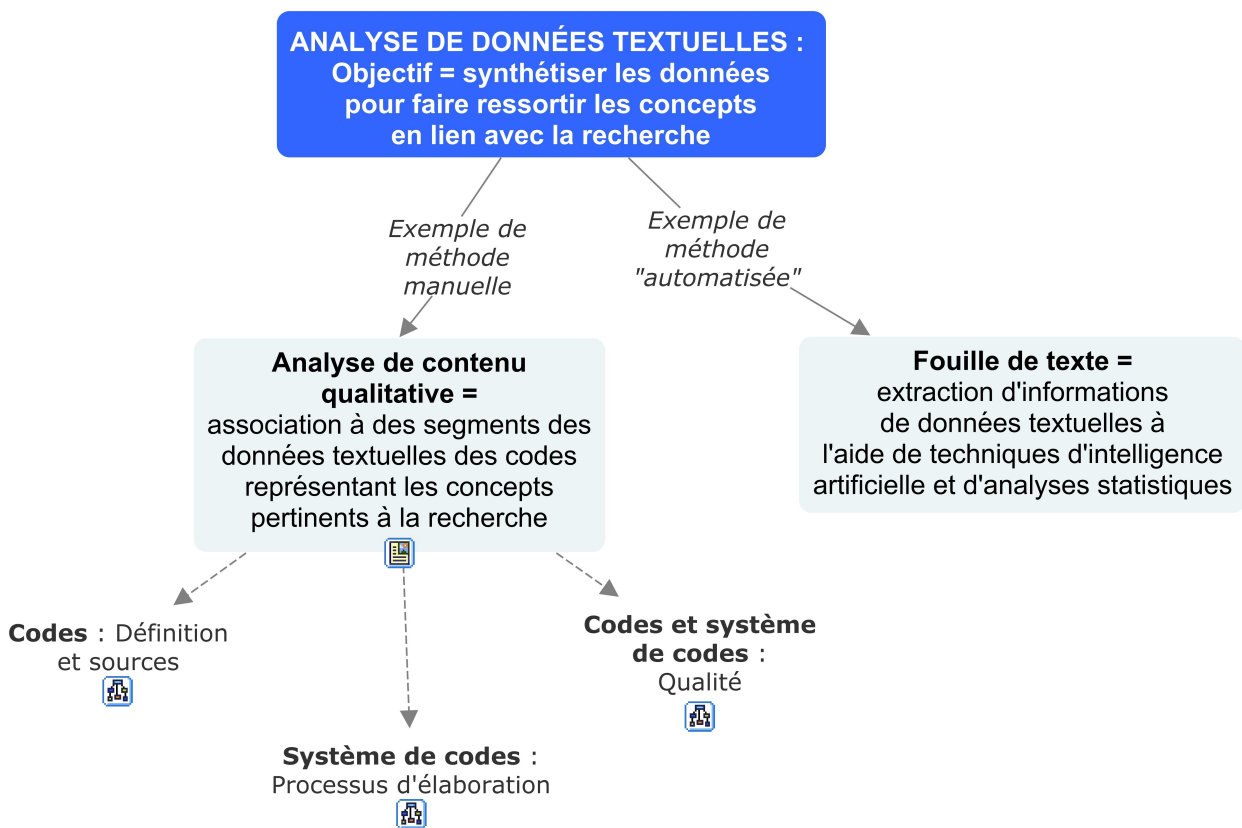 ANALYSE DE DONNÉES TEXTUELLES :
Objectif = synthétiser les données
pour faire ressortir les concepts
en lien avec la recherche
Exemple de
méthode
manuelle
Exemple de
méthode
"automatisée"
Analyse de contenu
qualitative =
association à des segments des
données textuelles des codes
représentant les concepts
pertinents à la recherche
Fouille de texte =
extraction d'informations
de données textuelles à
l'aide de techniques d'intelligence
artificielle et d'analyses statistiques
Codes : Définition
et sources
Système de codes :
Processus d'élaboration
Codes et système
de codes :
Qualité